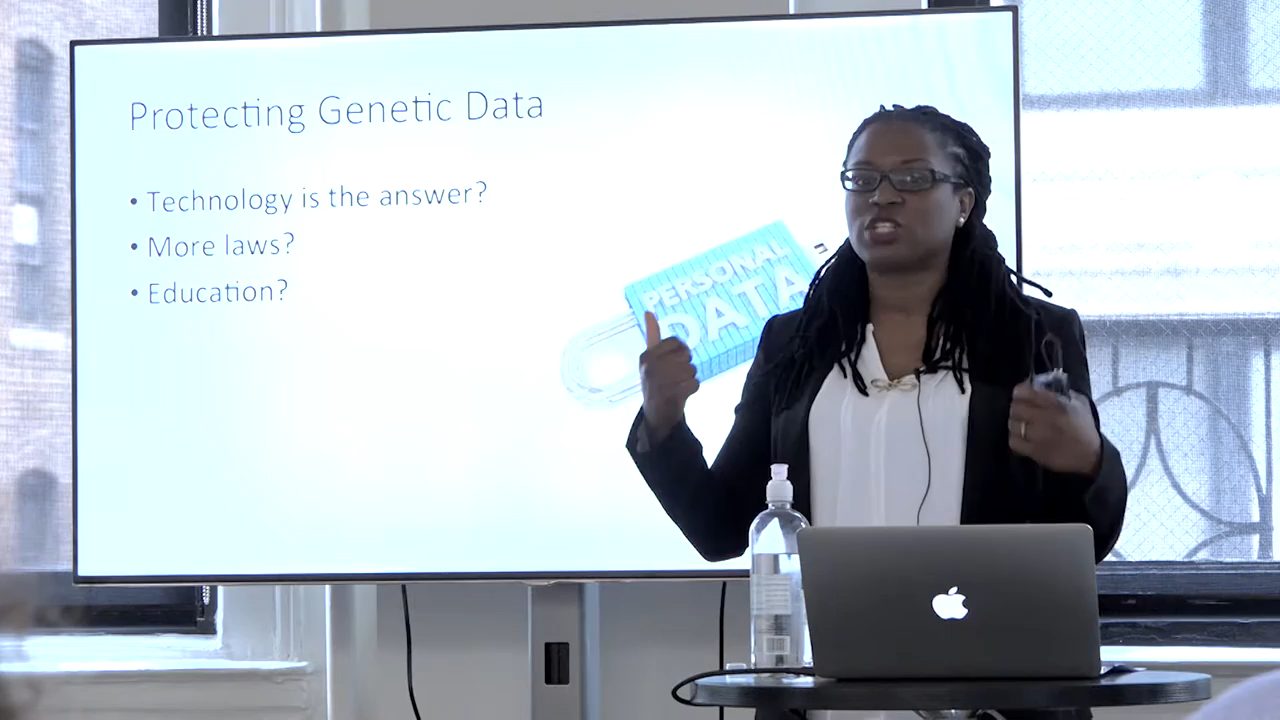 Protecting Genetic Data
• Technology is the answer?
• More laws?
• Education?
PERSONAL
DATA